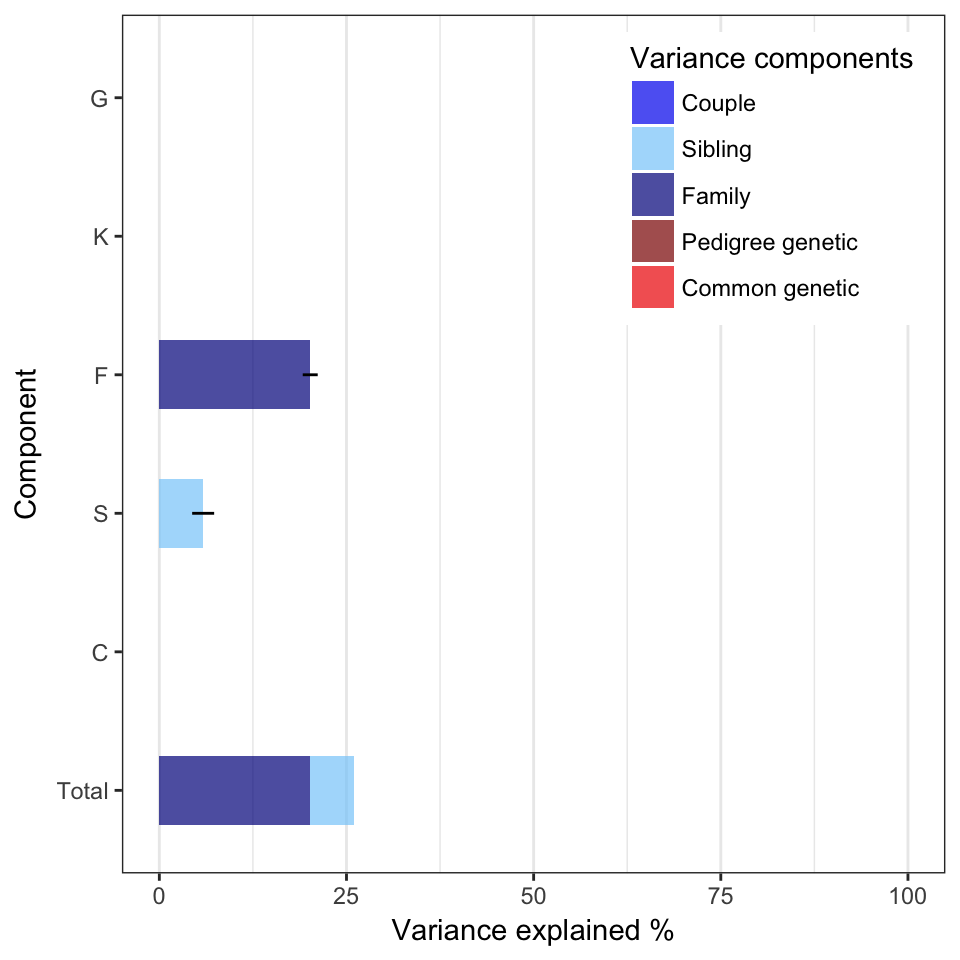 Variance components
Couple
Sibling
Family
Pedigree genetic
Common genetic
G
K
F
S
C
Total
Component
0 25 50 75 100
Variance explained %